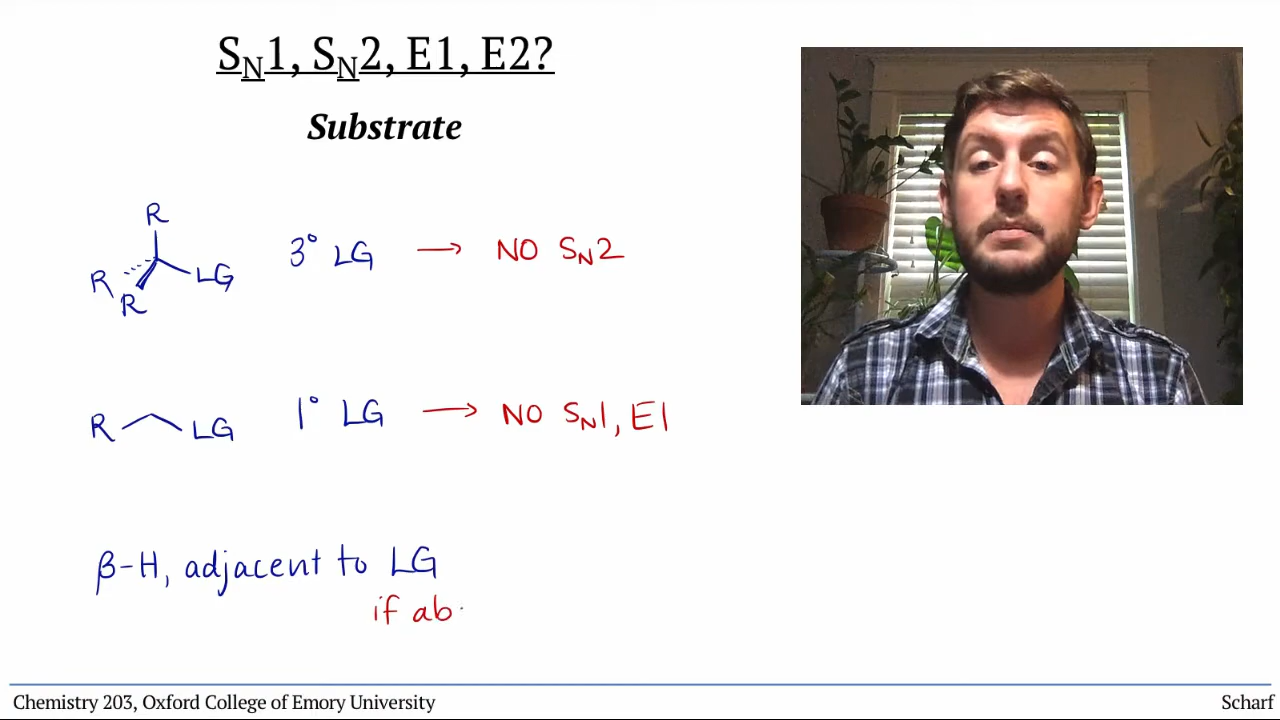 SN1, SN2, E1, E2?
Substrate
R
R
R
LG
3° LG → NO SN2
R
LG
1° LG → NO SN1, E1
β-H, adjacent to LG
if ab
Chemistry 203, Oxford College of Emory University
Scharf